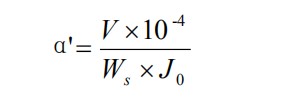 α'= V×10⁻⁴ / Wₛ × J₀